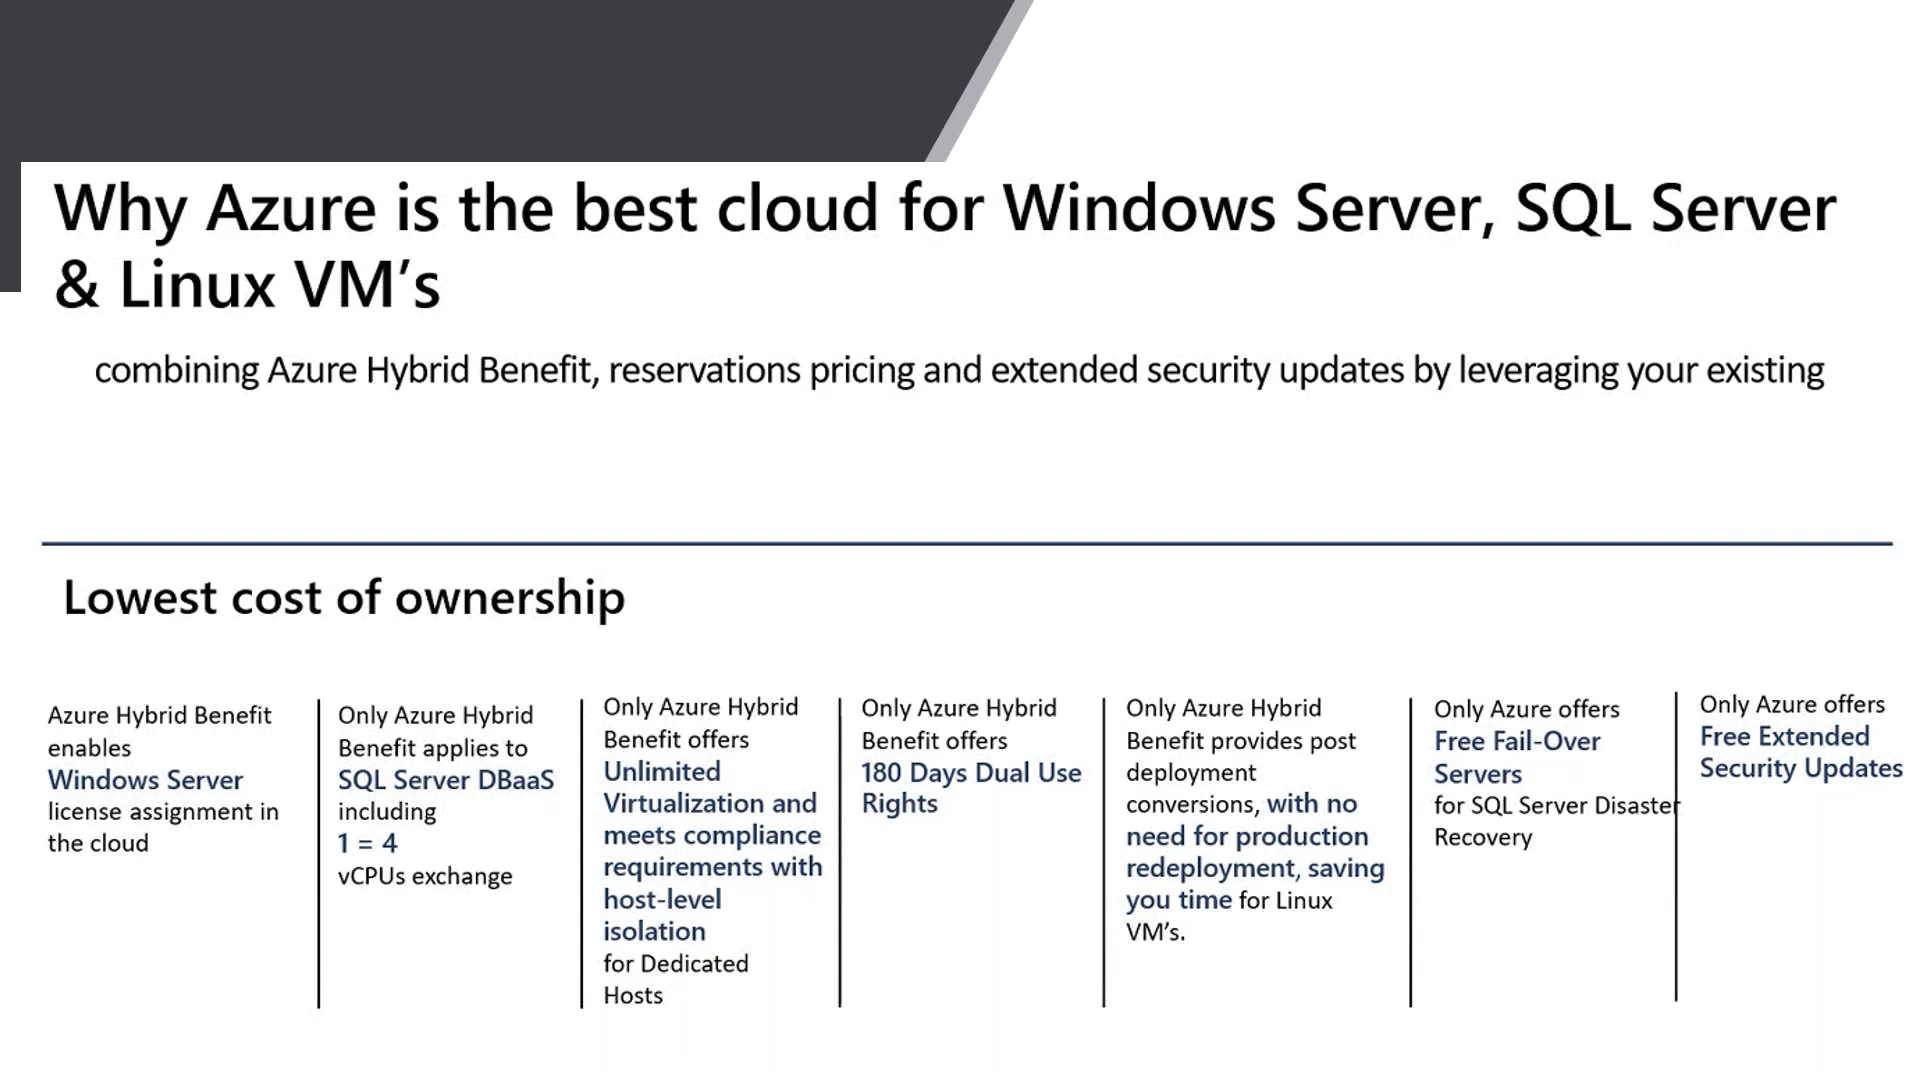 Why Azure is the best cloud for Windows Server, SQL Server
& Linux VM’s
combining Azure Hybrid Benefit, reservations pricing and extended security updates by leveraging your existing
Lowest cost of ownership
Azure Hybrid Benefit
enables
Windows Server
license assignment in
the cloud
Only Azure Hybrid
Benefit applies to
SQL Server DBaaS
including
1 = 4
vCPUs exchange
Only Azure Hybrid
Benefit offers
Unlimited
Virtualization and
meets compliance
requirements with
host-level
isolation
for Dedicated
Hosts
Only Azure Hybrid
Benefit offers
180 Days Dual Use
Rights
Only Azure Hybrid
Benefit provides post
deployment
conversions, with no
need for production
redeployment, saving
you time for Linux
VM’s.
Only Azure offers
Free Fail-Over
Servers
for SQL Server Disaster
Recovery
Only Azure offers
Free Extended
Security Updates